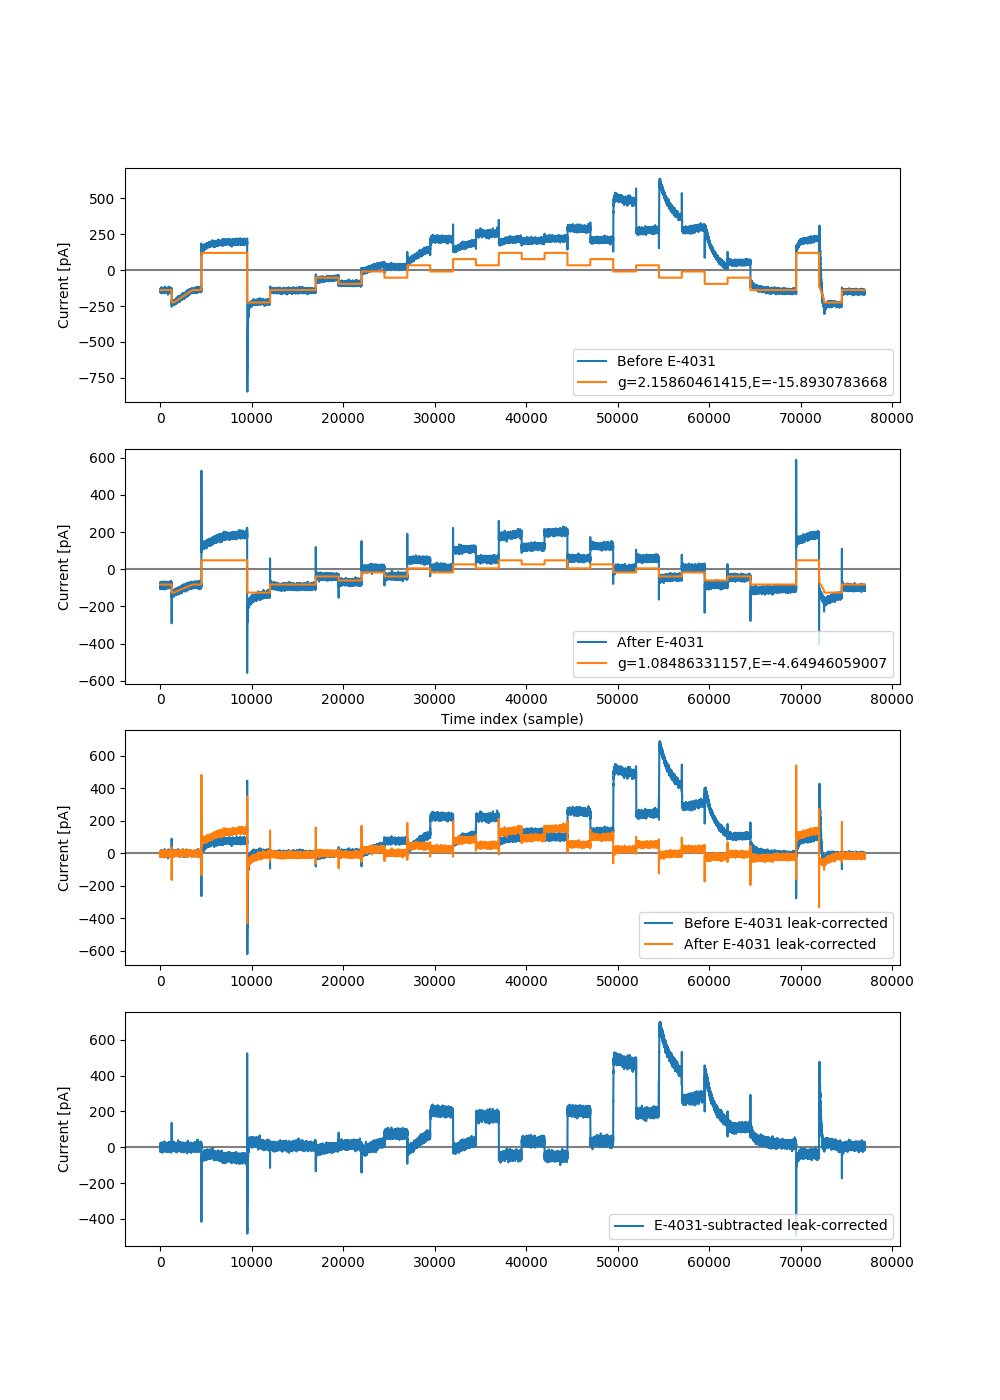 500
250
0
−250
−500
−750
Current [pA]
Before E-4031
g=2.15860461415,E=-15.8930783668
0 10000 20000 30000 40000 50000 60000 70000 80000
600
400
200
0
−200
−400
−600
Current [pA]
After E-4031
g=1.08486331157,E=-4.64946059007
0 10000 20000 30000 40000 50000 60000 70000 80000
Time index (sample)
600
400
200
0
−200
−400
−600
Current [pA]
Before E-4031 leak-corrected
After E-4031 leak-corrected
0 10000 20000 30000 40000 50000 60000 70000 80000
600
400
200
0
−200
−400
Current [pA]
E-4031-subtracted leak-corrected
0 10000 20000 30000 40000 50000 60000 70000 80000